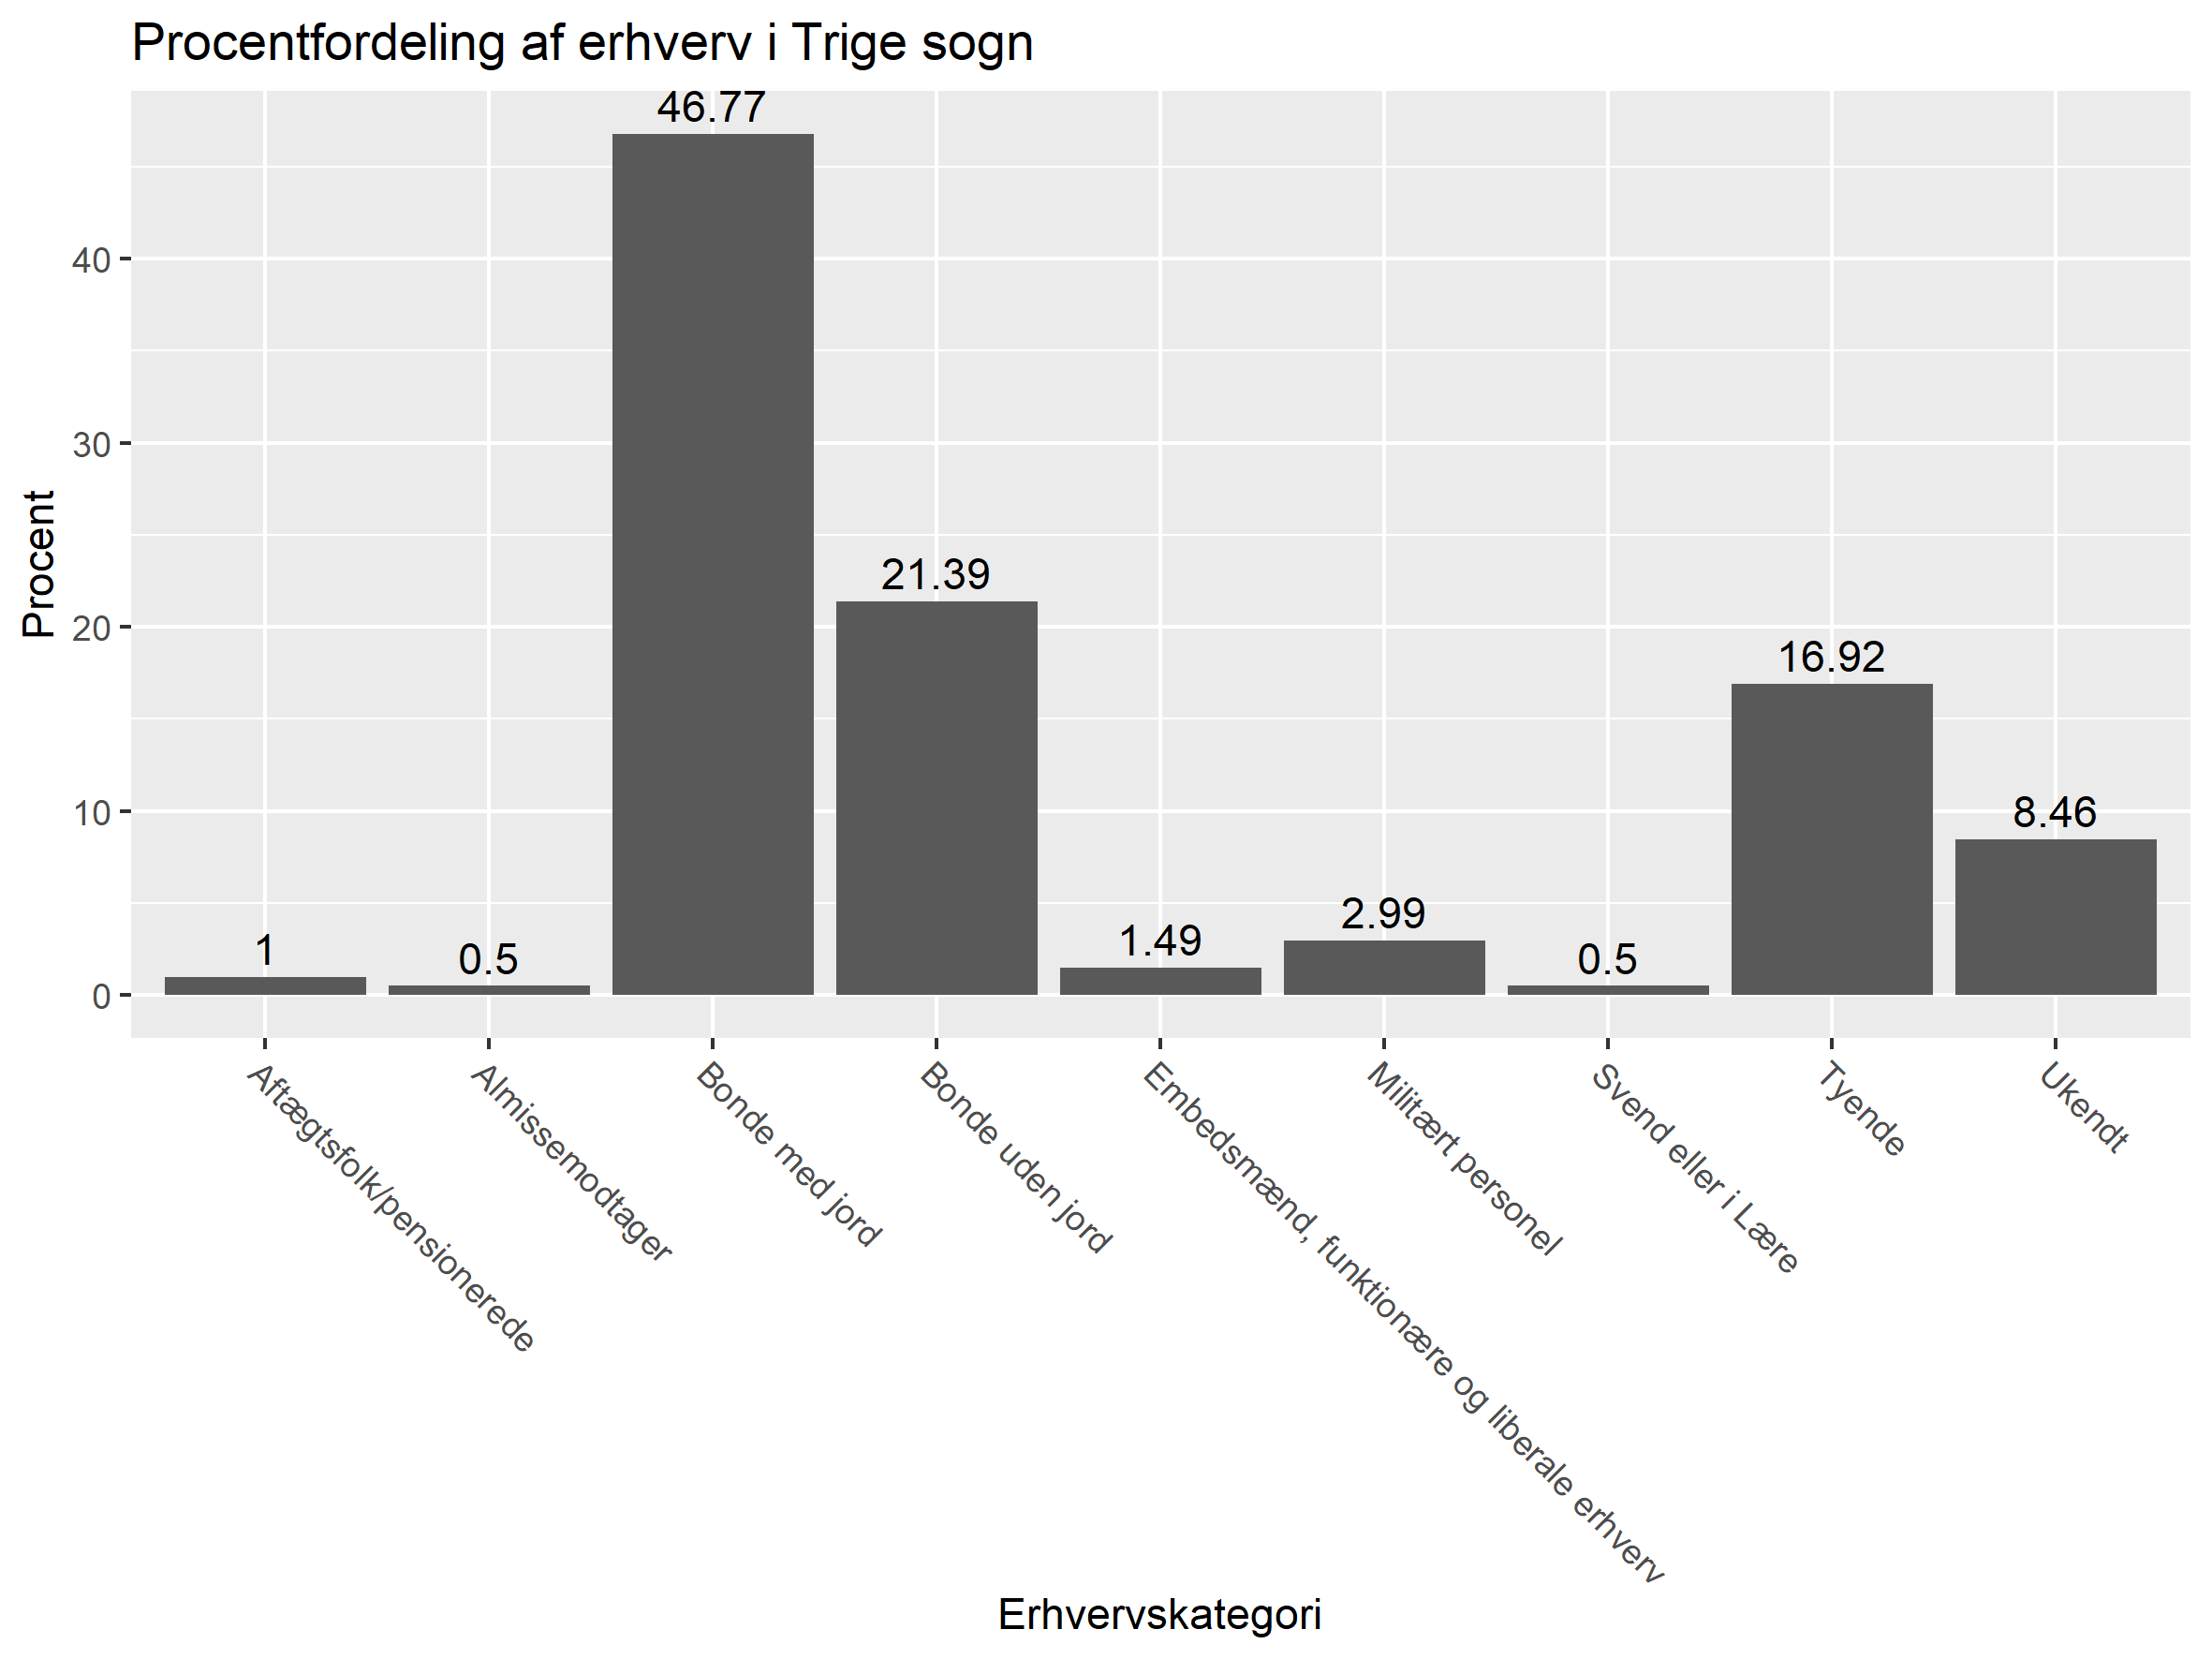 Procentfordeling af erhverv i Trige sogn
Procent
40
30
20
10
0
1
0.5
46.77
21.39
1.49
2.99
0.5
16.92
8.46
Aftægtsfolk/pensionerede
Almissemodtager
Bonde med jord
Bonde uden jord
Embedsmænd, funktionære og liberale erhverv
Militært personel
Svend eller i Lære
Tyende
Ukendt
Erhvervskategori